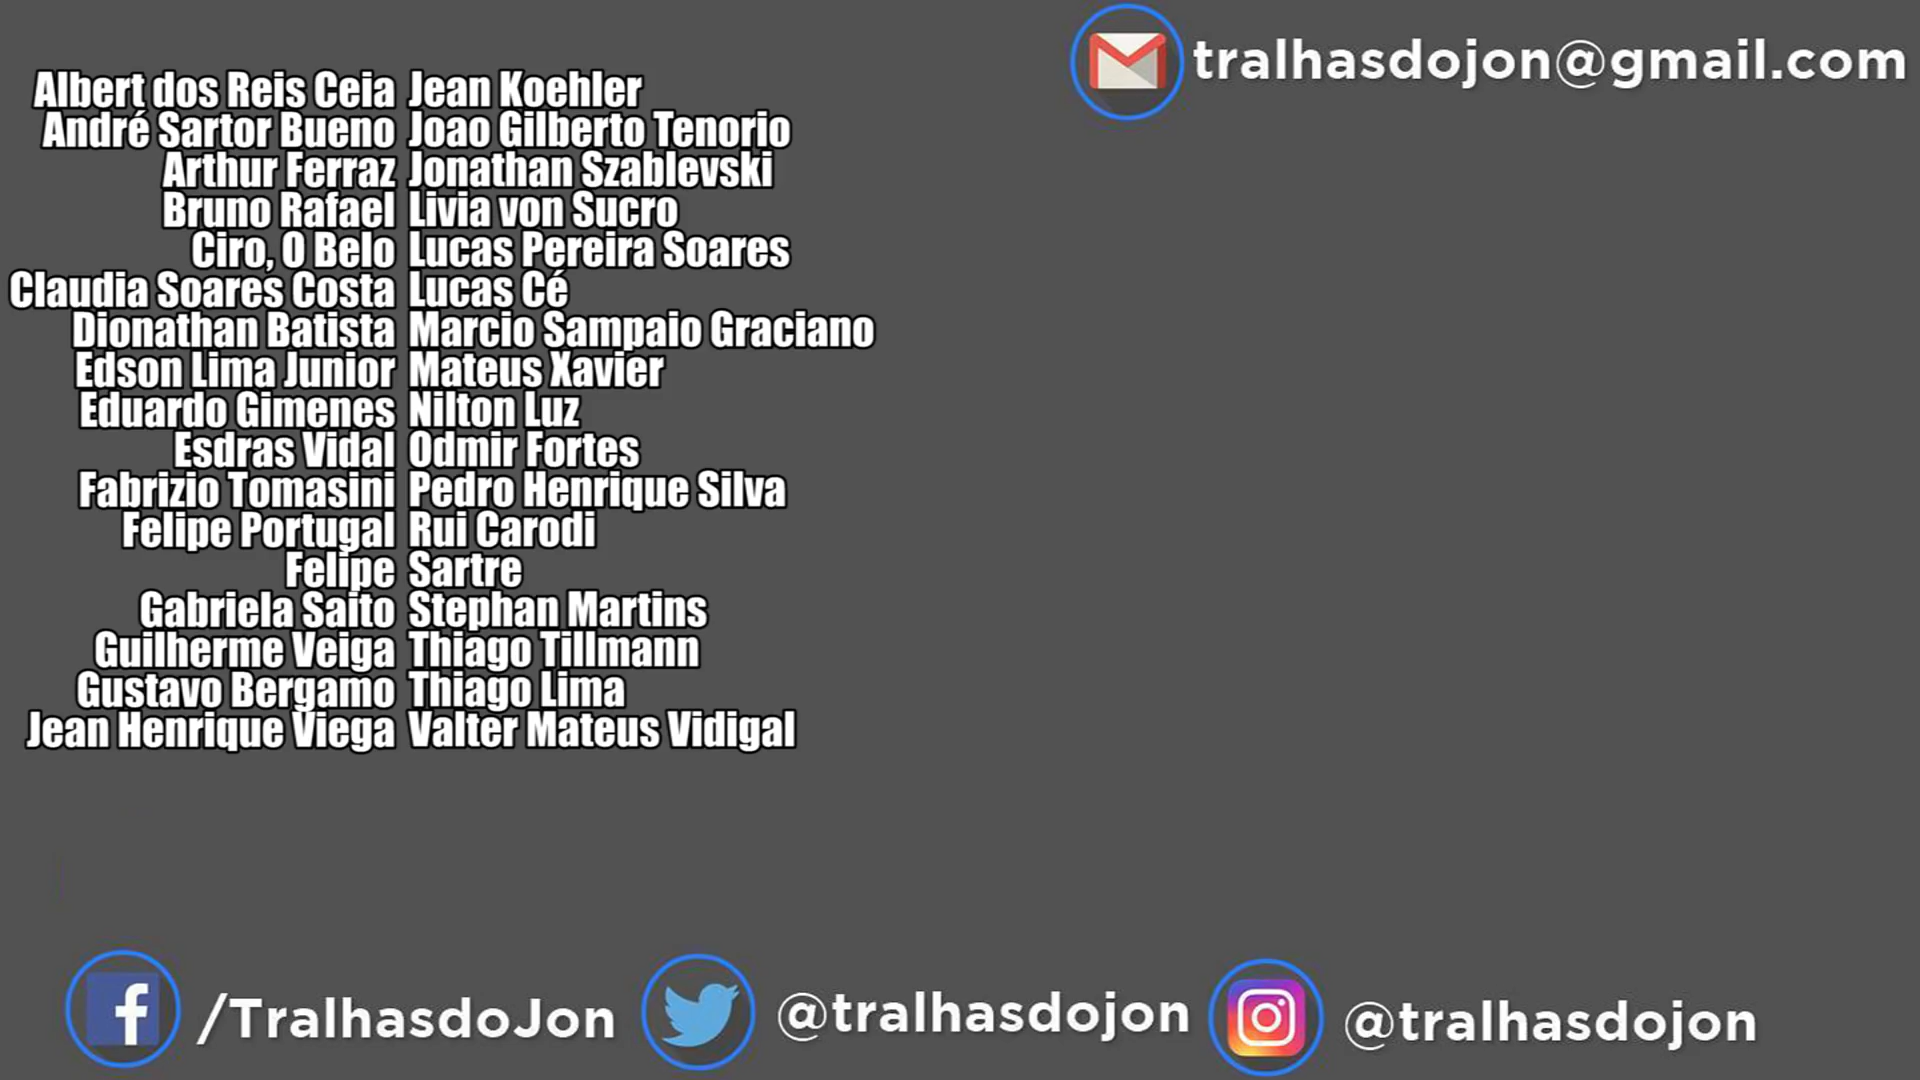 tralhasdojon@gmail.com
Albert dos Reis Ceia Jean Koehler
André Sartor Bueno Joao Gilberto Tenorio
Arthur Ferraz Jonathan Szablevski
Bruno Rafael Livia von Sucro
Ciro, O Belo Lucas Pereira Soares
Claudia Soares Costa Lucas Cé
Dionathan Batista Marcio Sampaio Graciano
Edson Lima Junior Mateus Xavier
Eduardo Gimenes Nilton Luz
Esdras Vidal Odmir Fortes
Fabrizio Tomasini Pedro Henrique Silva
Felipe Portugal Rui Carodi
Felipe Sartre
Gabriela Saito Stephan Martins
Guilherme Veiga Thiago Tillmann
Gustavo Bergamo Thiago Lima
Jean Henrique Viega Valter Mateus Vidigal
/TralhasdoJon @tralhasdojon @tralhasdojon